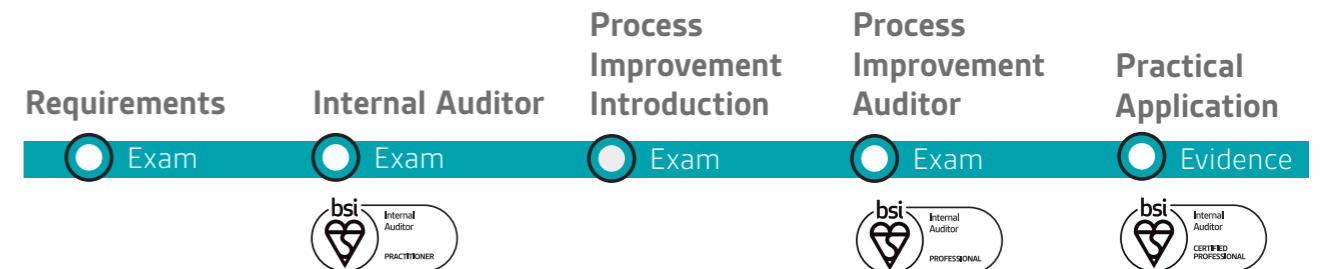 Requirements
Internal Auditor
Process
Improvement
Introduction
Process
Improvement
Auditor
Practical
Application
Exam
Exam
Exam
Exam
Evidence
bsi
Internal
Auditor
PRACTITIONER
bsi
Internal
Auditor
PROFESSIONAL
bsi
Internal
Auditor
CERTIFIED
PROFESSIONAL